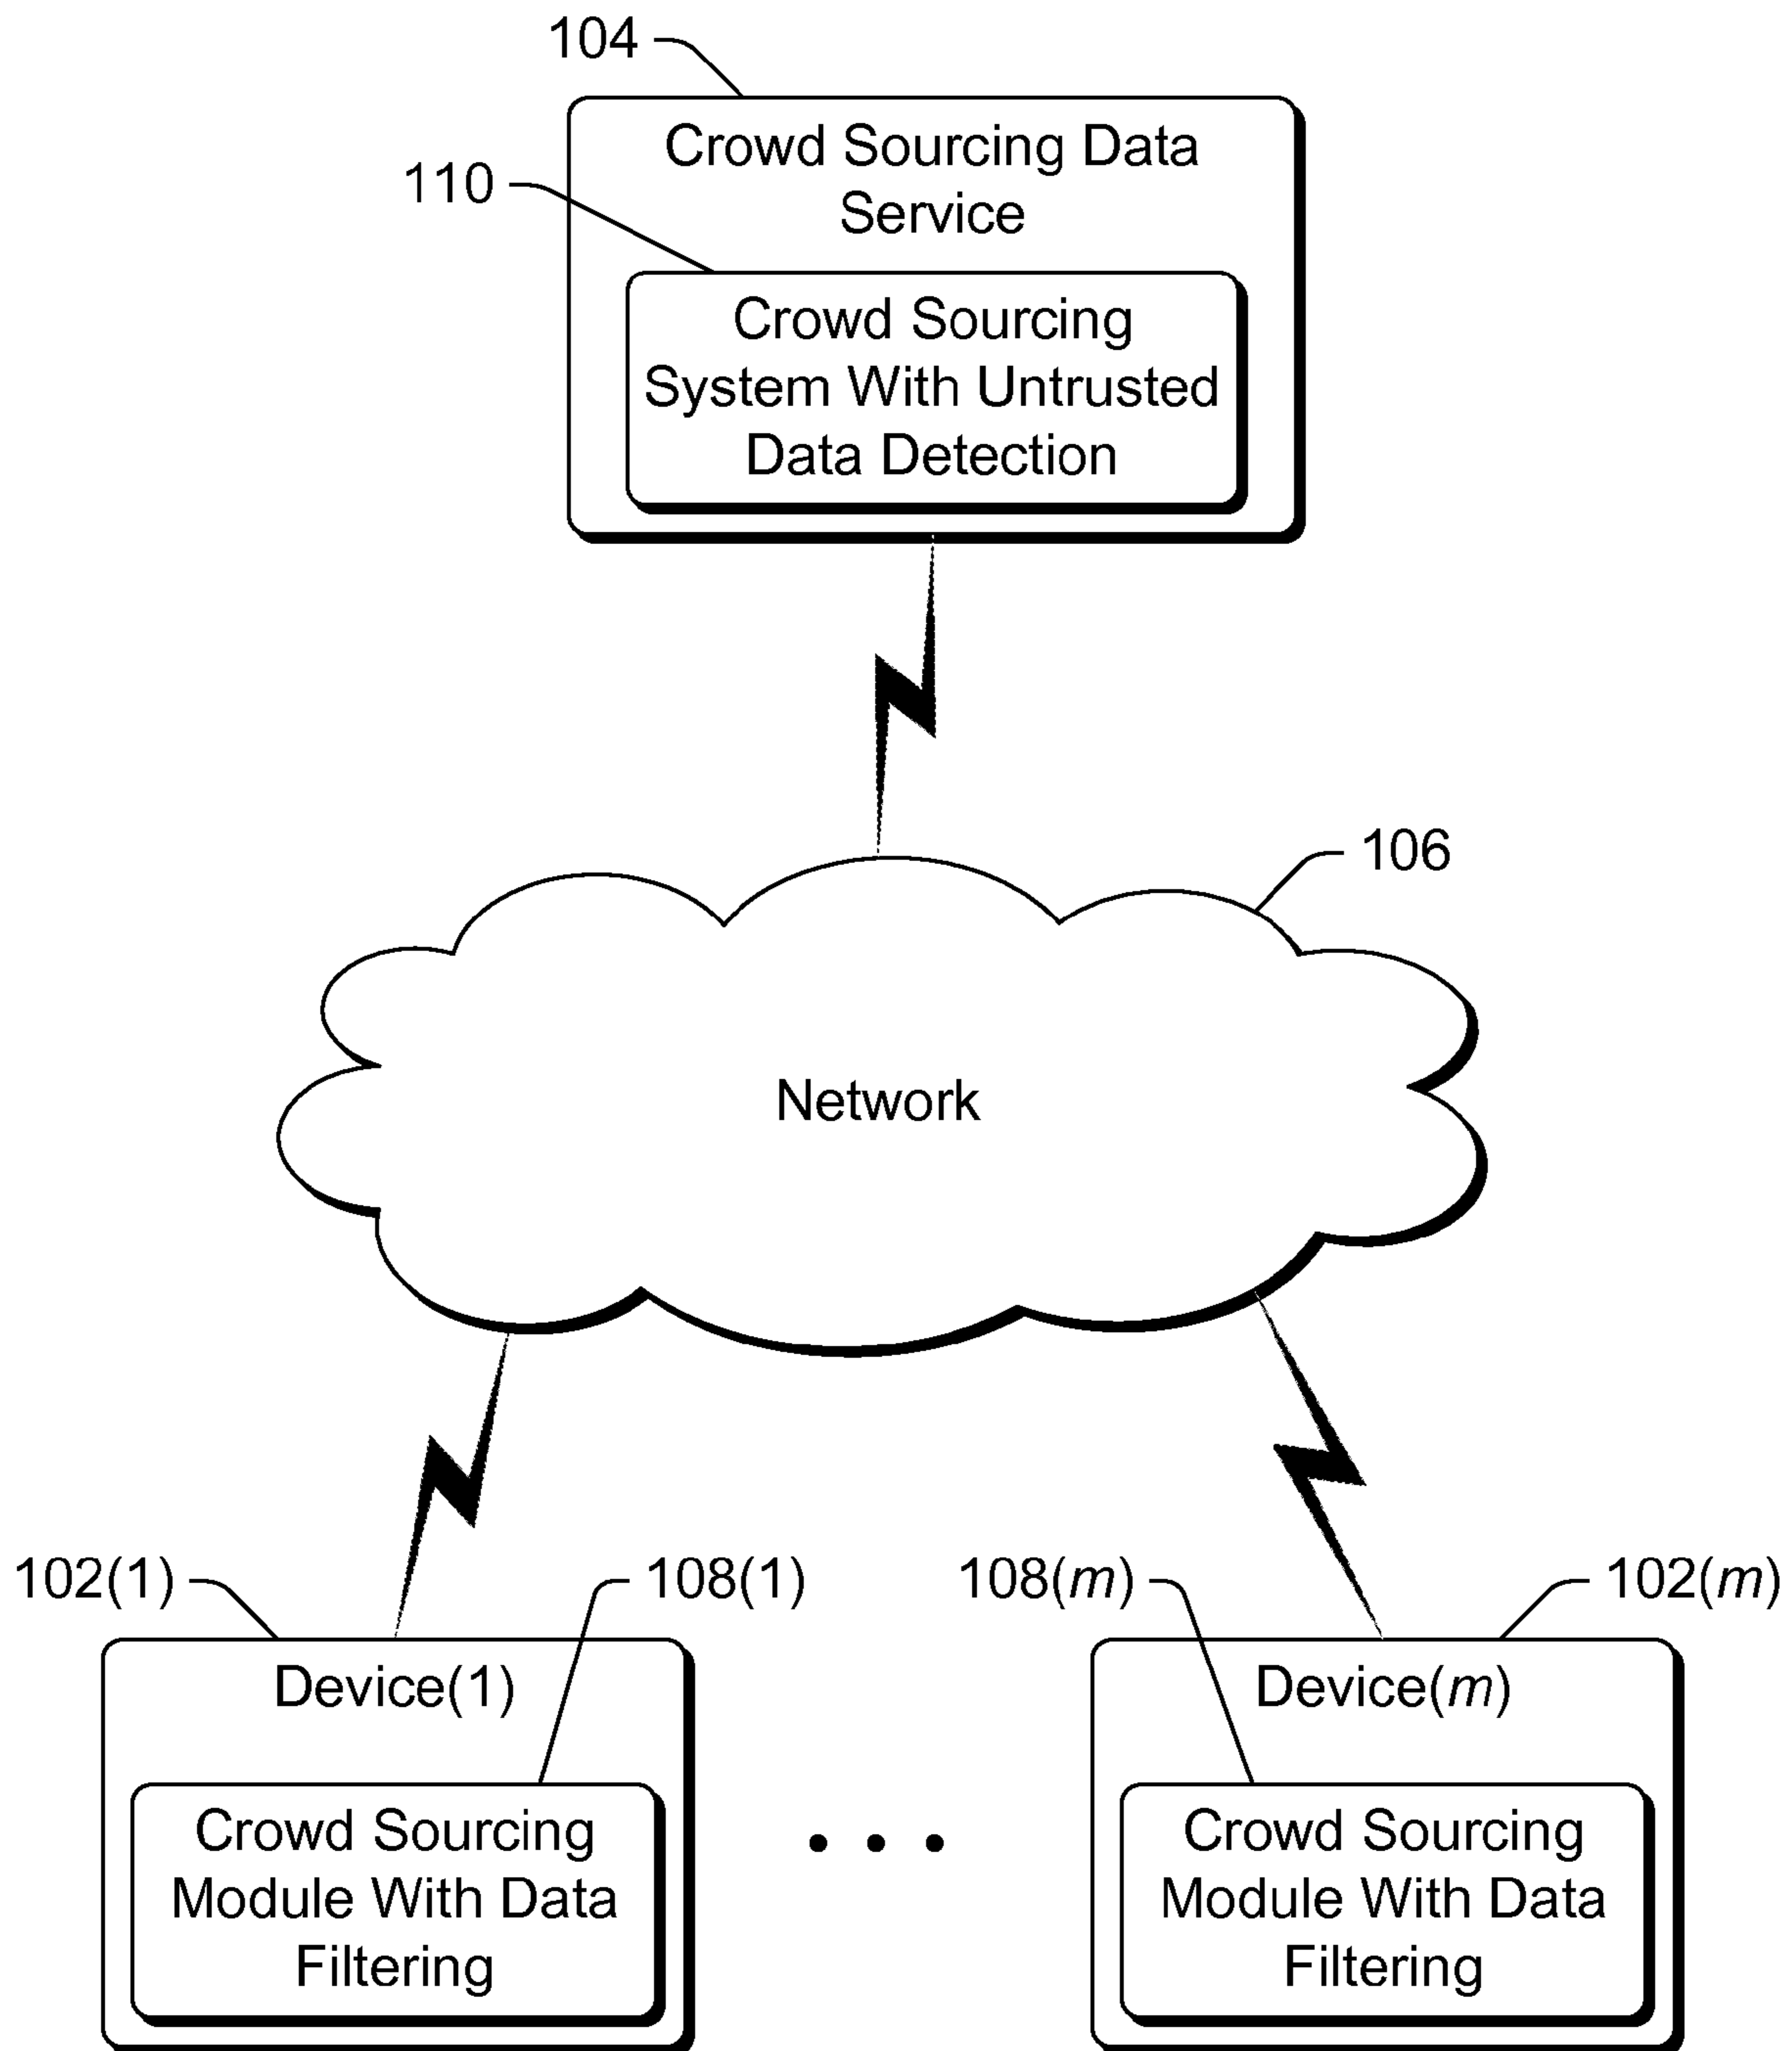 104
Crowd Sourcing Data
Service
110
Crowd Sourcing
System With Untrusted
Data Detection
106
Network
102(1)
108(1)
108(m)
102(m)
Device(1)
Crowd Sourcing
Module With Data
Filtering
• • •
Device(m)
Crowd Sourcing
Module With Data
Filtering